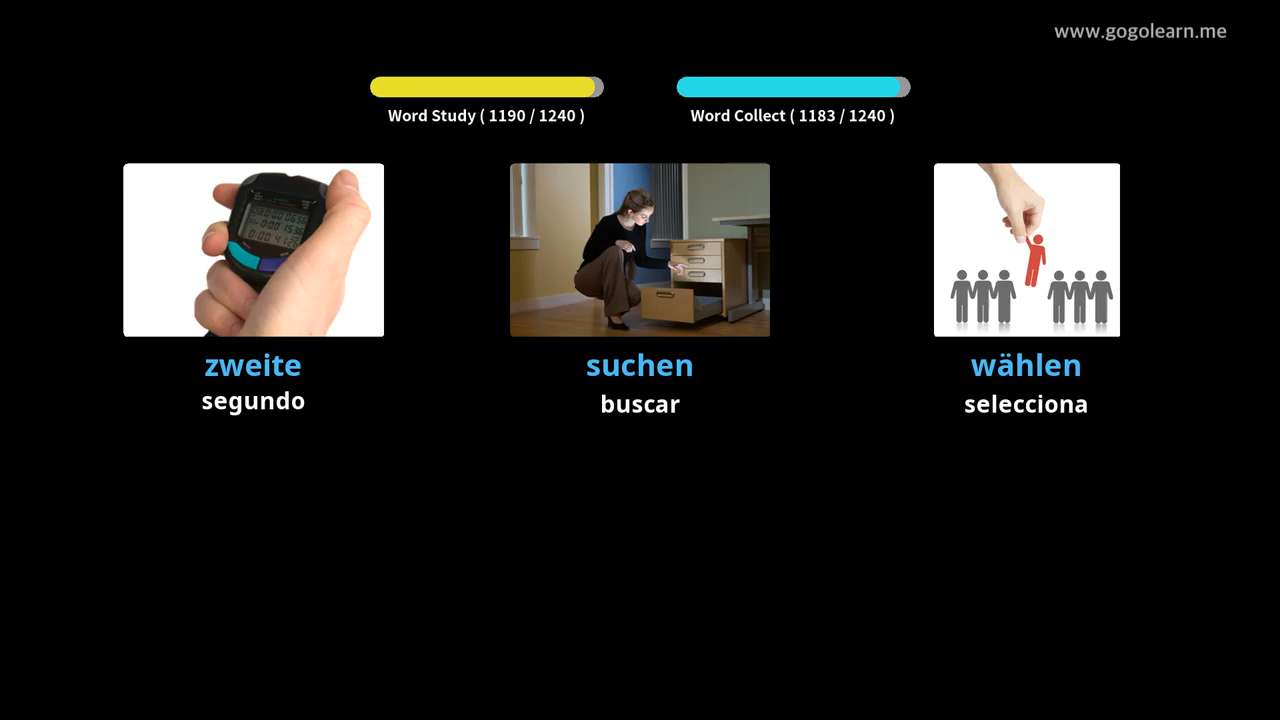 www.gogolearn.me
Word Study ( 1190 / 1240 )
Word Collect ( 1183 / 1240 )
zweite
segundo
suchen
buscar
wählen
selecciona